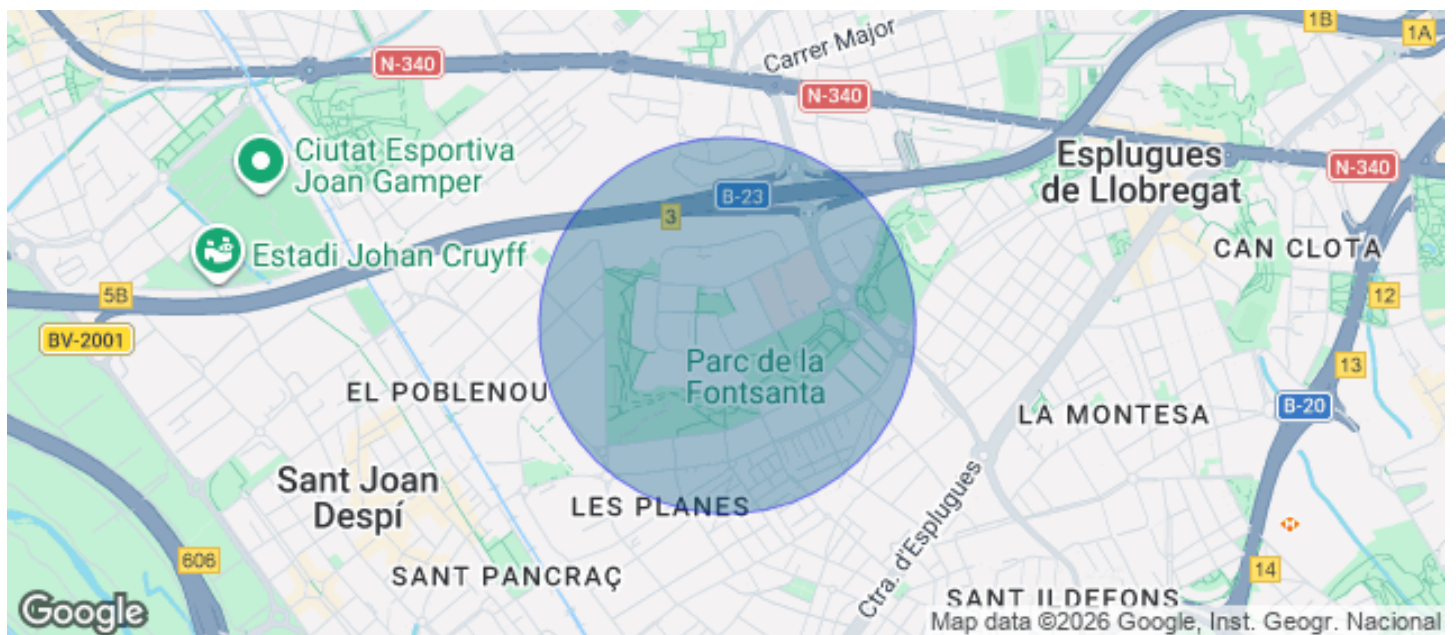 1B
1A
Carrer Major
N-340
N-340
Ciutat Esportiva
Joan Gamper
Esplugues
de Llobregat
N-340
B-23
3
Estadi Johan Cruyff
CAN CLOTA
5B
12
BV-2001
Parc de la
Fontsanta
13
EL POBLENOU
LA MONTESA
B-20
Sant Joan
Despí
LES PLANES
Ctra. d'Esplugues
606
SANT PANCRAÇ
14
SANT ILDEFONS
Google
Map data ©2026 Google, Inst. Geogr. Nacional